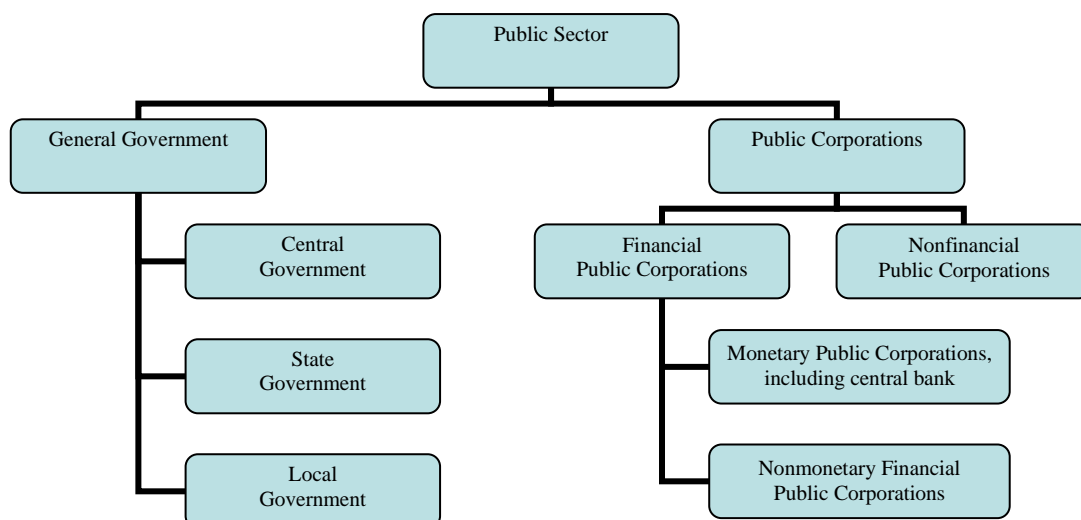 Public Sector
General Government
Public Corporations
Central
Government
Financial
Public Corporations
Nonfinancial
Public Corporations
State
Government
Monetary Public Corporations,
including central bank
Local
Government
Nonmonetary Financial
Public Corporations